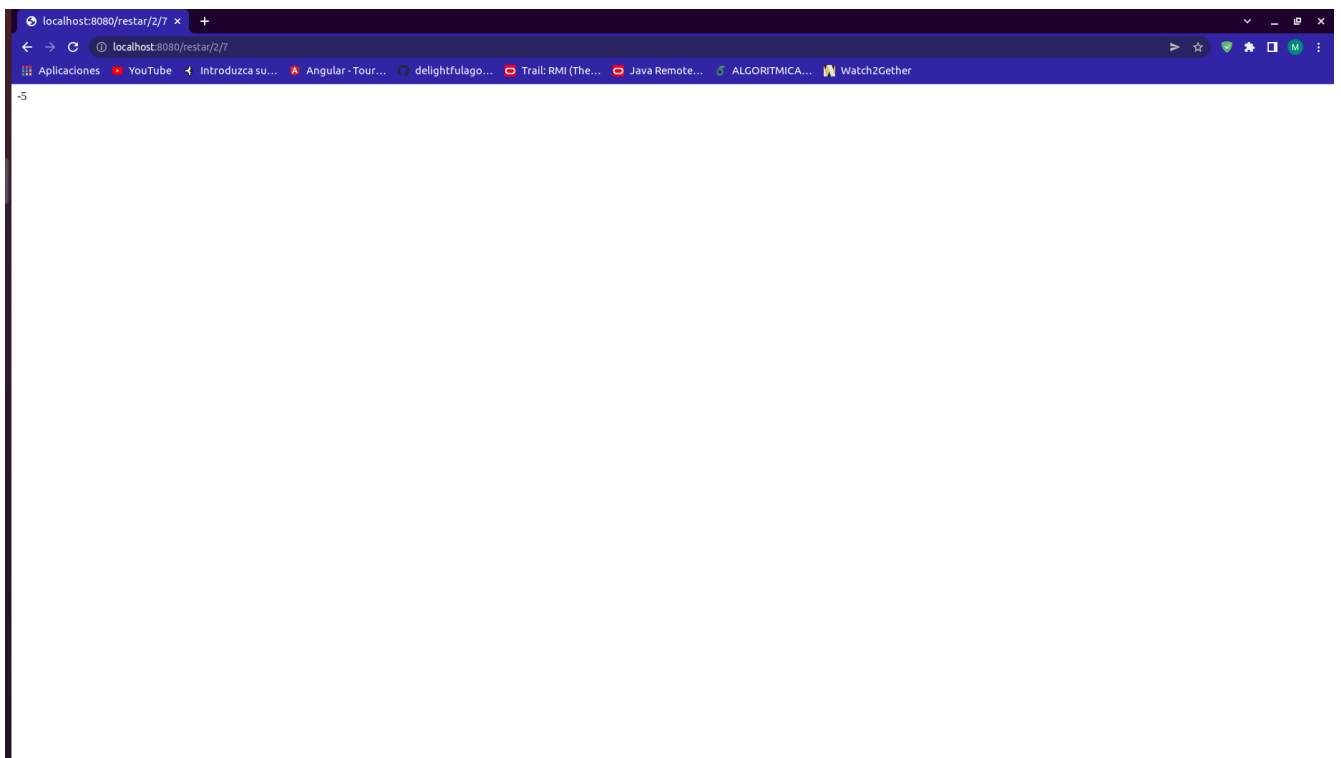 localhost:8080/restar/2/7
localhost:8080/restar/2/7
Aplicaciones YouTube Introduzca su... Angular - Tour... delightfulago... Trail: RMI (The... Java Remote... ALGORITMICA... Watch2Gether
M
-5